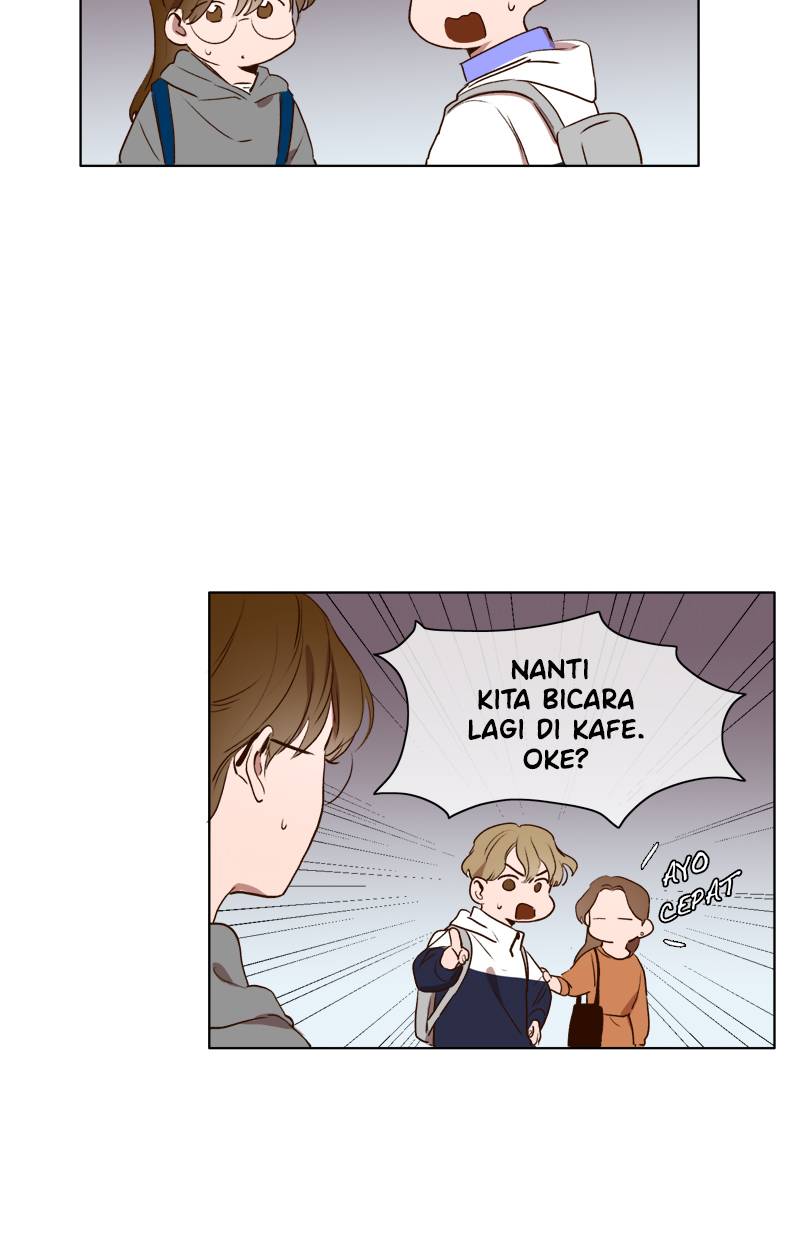 NANTI
KITA BICARA
LAGI DI KAFE.
OKE?
AYO
CEPAT